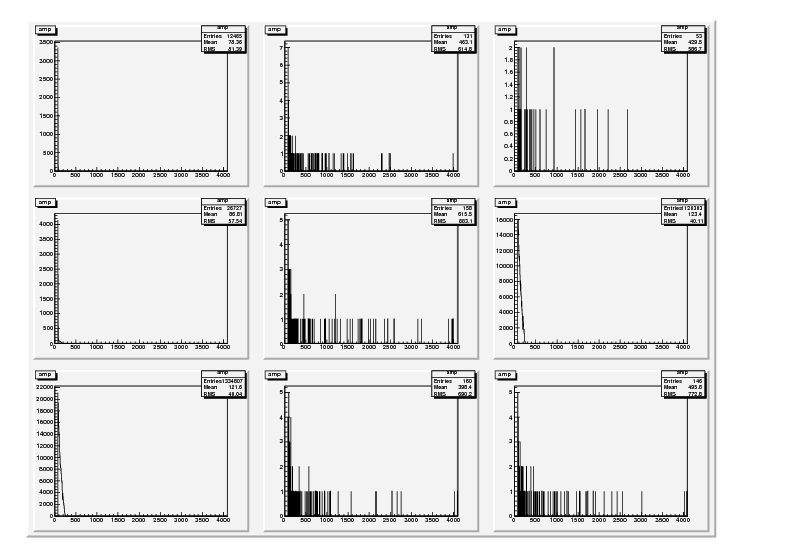 amp
amp
Entries 12465
Mean 78.36
RMS 81.39
3500
3000
2500
2000
1500
1000
500
0
0 500 1000 1500 2000 2500 3000 3500 4000
amp
amp
Entries 131
Mean 463.1
RMS 614.8
7
6
5
4
3
2
1
0
0 500 1000 1500 2000 2500 3000 3500 4000
amp
amp
Entries 53
Mean 429.8
RMS 586.7
2
1.8
1.6
1.4
1.2
1
0.8
0.6
0.4
0.2
0
0 500 1000 1500 2000 2500 3000 3500 4000
amp
amp
Entries 26727
Mean 86.81
RMS 57.54
4000
3500
3000
2500
2000
1500
1000
500
0
0 500 1000 1500 2000 2500 3000 3500 4000
amp
amp
Entries 158
Mean 615.5
RMS 883.1
5
4
3
2
1
0
0 500 1000 1500 2000 2500 3000 3500 4000
amp
amp
Entries
Mean 123.4
RMS 40.11
16000
14000
12000
10000
8000
6000
4000
2000
0
0 500 1000 1500 2000 2500 3000 3500 4000
amp
amp
Entries
Mean 121.6
RMS 48.04
22000
20000
18000
16000
14000
12000
10000
8000
6000
4000
2000
0
0 500 1000 1500 2000 2500 3000 3500 4000
amp
amp
Entries 160
Mean 398.4
RMS 690.2
5
4
3
2
1
0
0 500 1000 1500 2000 2500 3000 3500 4000
amp
amp
Entries 146
Mean 495.8
RMS 772.8
5
4
3
2
1
0
0 500 1000 1500 2000 2500 3000 3500 4000